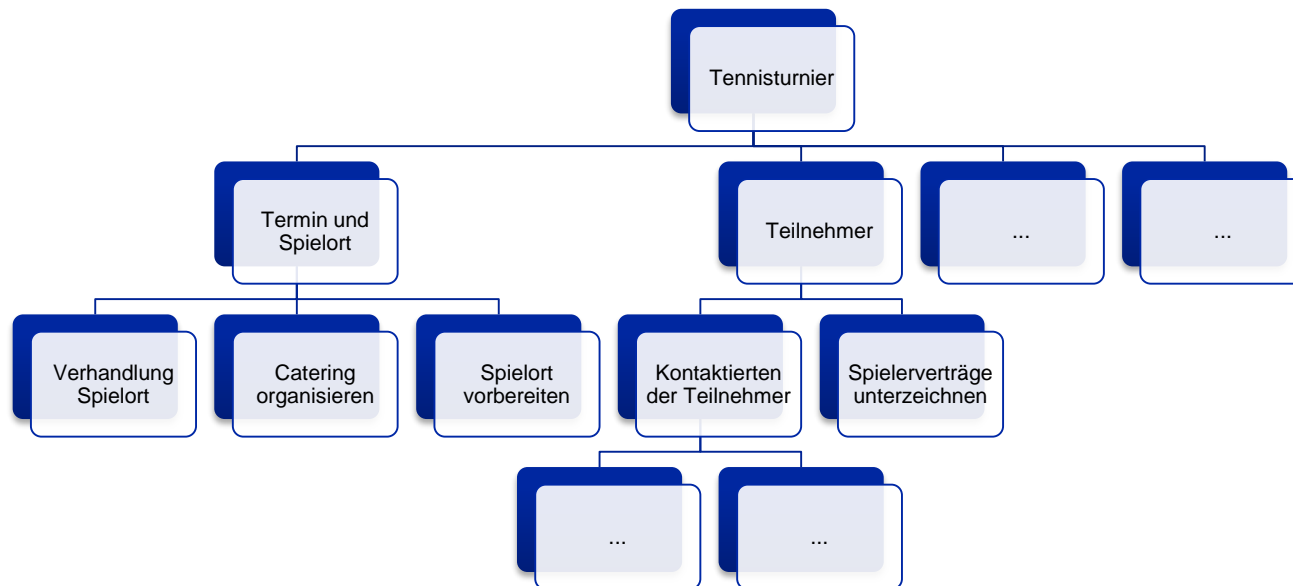 Tennisturnier
Termin und
Spielort
Teilnehmer
...
...
Verhandlung
Spielort
Catering
organisieren
Spielort
vorbereiten
Kontaktierten
der Teilnehmer
Spielerverträge
unterzeichnen
...
...